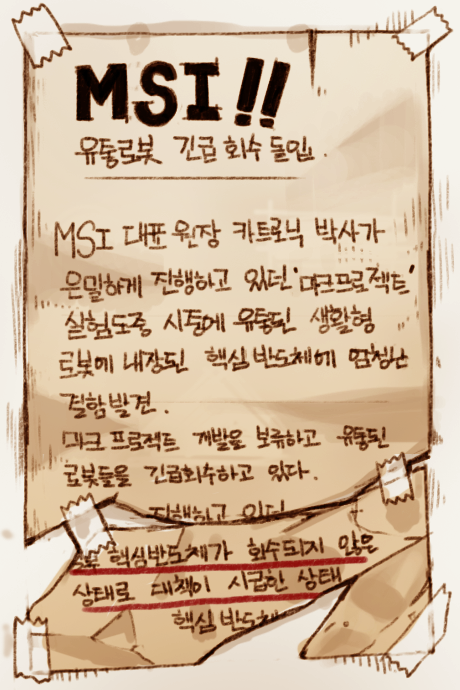 MSI!!
유통로봇 긴급 회수 돌입.
MSI 대표 원장 카트로닉 박사가
은밀하게 진행하고 있던 '마크프로젝트'
실험도중 시중에 유통된 생활형
로봇에 내장된 핵심 반도체에 엄청난
결함 발견.
마크 프로젝트 개발을 보류하고 유통된
로봇들을 긴급회수하고 있다.
진행하고 있던
핵심반도체가 회수되지 않은
상태로 대책이 시급한 상태
핵심 반도체